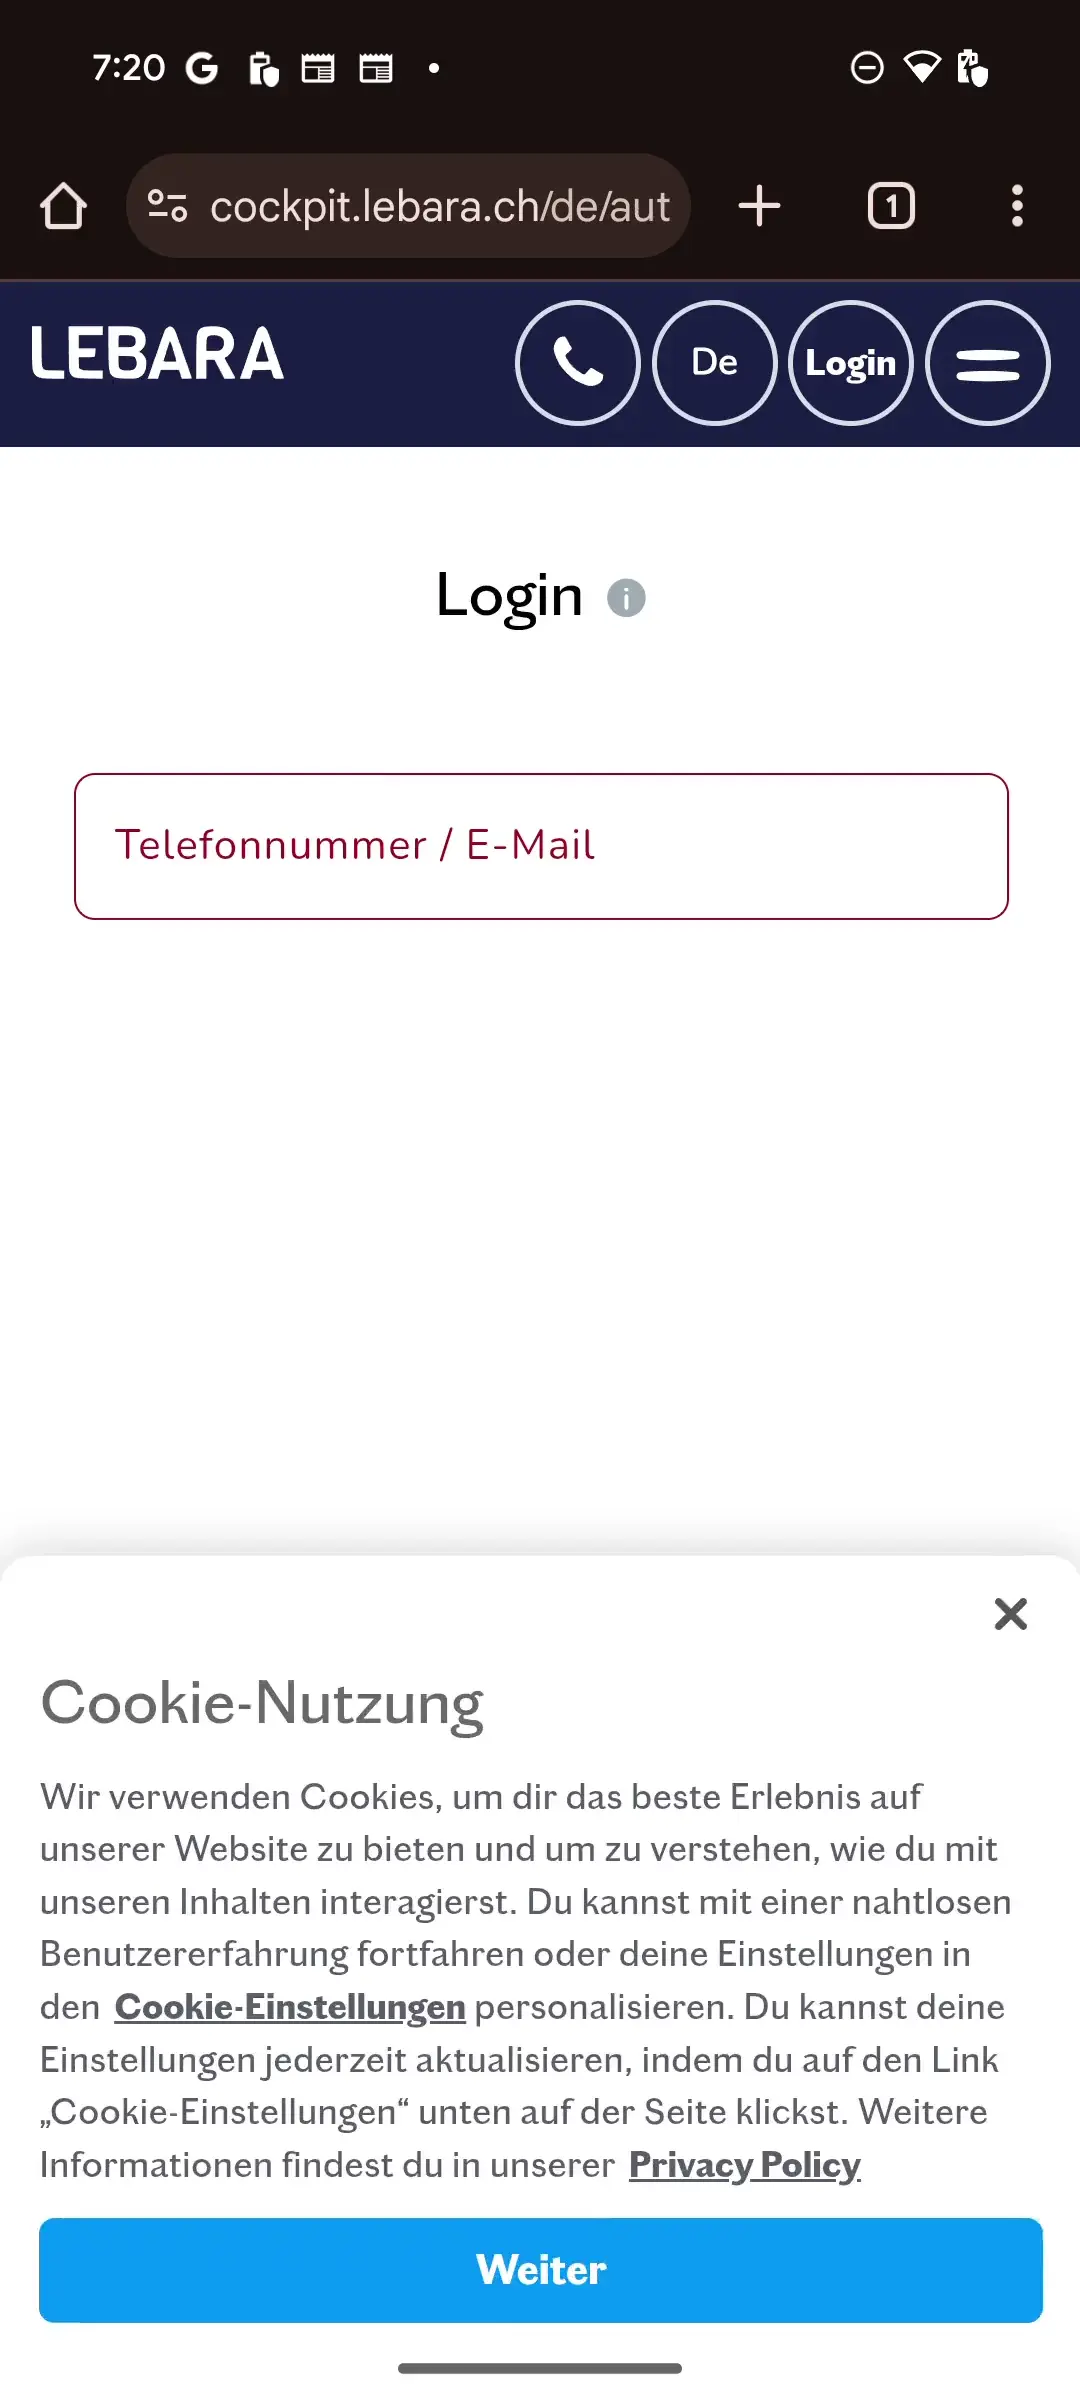 7:20
cockpit.lebara.ch/de/aut
1
LEBARA
De
Login
Login
Telefonnummer / E-Mail
Cookie-Nutzung
Wir verwenden Cookies, um dir das beste Erlebnis auf
unserer Website zu bieten und um zu verstehen, wie du mit
unseren Inhalten interagierst. Du kannst mit einer nahtlosen
Benutzererfahrung fortfahren oder deine Einstellungen in
den Cookie-Einstellungen personalisieren. Du kannst deine
Einstellungen jederzeit aktualisieren, indem du auf den Link
„Cookie-Einstellungen“ unten auf der Seite klickst. Weitere
Informationen findest du in unserer Privacy Policy
Weiter